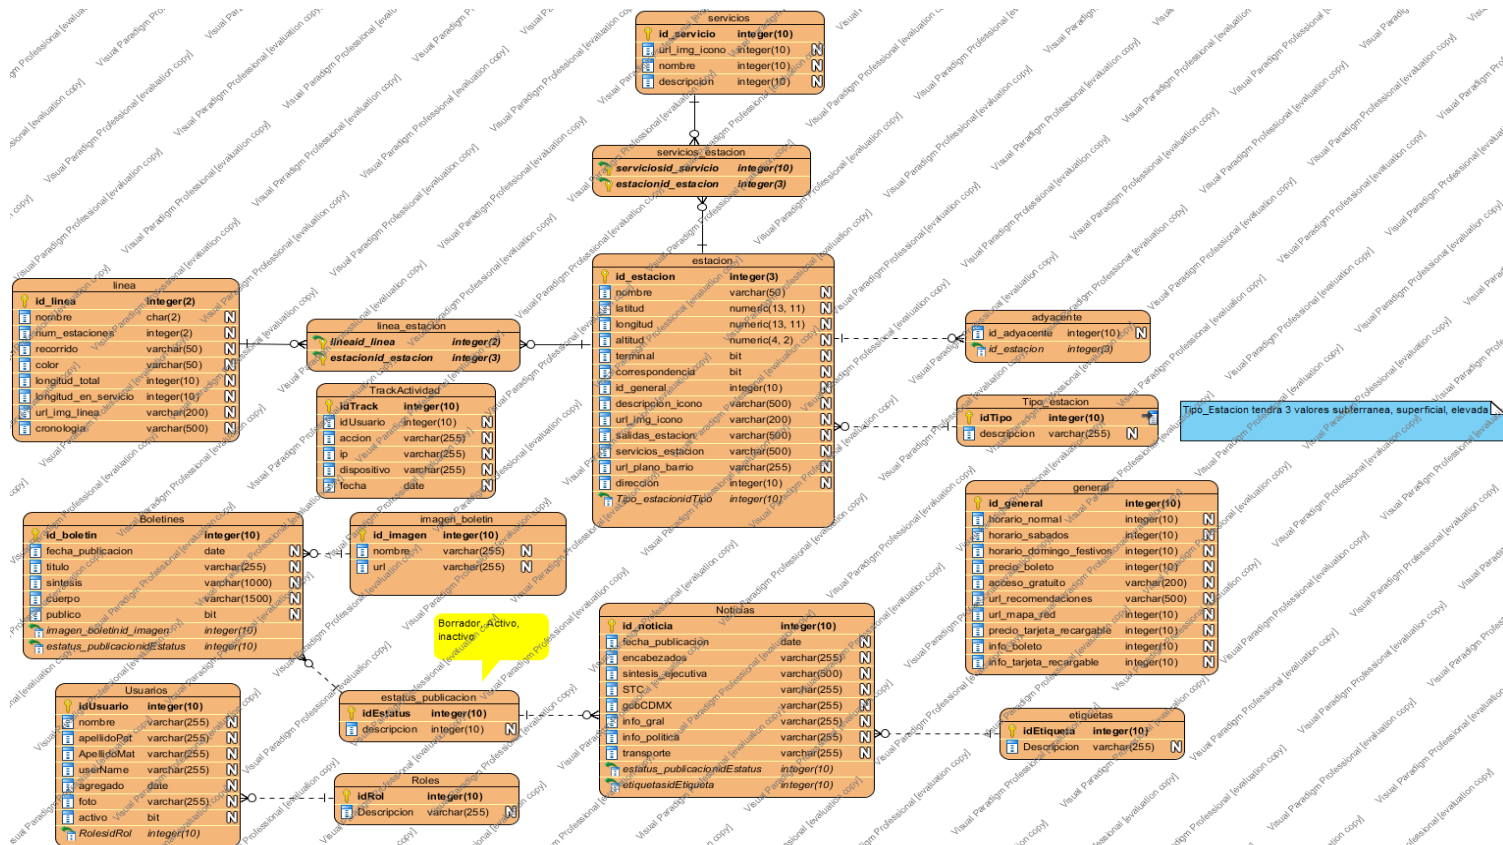 servicios
id_servicio integer(10)
url_img_icono integer(10) N
nombre integer(10) N
descripcion integer(10) N
servicios_estacion
serviciosid_servicio integer(10)
estacionid_estacion integer(3)
estacion
id_estacion integer(3)
nombre varchar(50) N
latitud numeric(13, 11) N
longitud numeric(13, 11) N
altitud numeric(4, 2) N
terminal bit N
correspondencia bit N
id_general integer(10) N
descripcion_icono varchar(500) N
url_img_icono varchar(200) N
salidas_estacion varchar(500) N
servicios_estacion varchar(500) N
url_plano_barrio varchar(255) N
direccion integer(10) N
Tipo_estacionidTipo integer(10)
linea
id_linea integer(2)
nombre char(2) N
num_estaciones integer(2) N
recorrido varchar(50) N
color varchar(50) N
longitud_total integer(10) N
longitud_en_servicio integer(10) N
url_img_linea varchar(200) N
cronologia varchar(500) N
linea_estacion
lineaid_linea integer(2)
estacionid_estacion integer(3)
adyacente
id_adyacente integer(10) N
id_estacion integer(3)
TrackActividad
idTrack integer(10)
idUsuario integer(10) N
accion varchar(255) N
ip varchar(255) N
dispositivo varchar(255) N
fecha date N
Tipo_estacion
idTipo integer(10)
descripcion varchar(255) N
Tipo_Estacion tendra 3 valores subterranea, superficial, elevada
general
id_general integer(10)
horario_normal integer(10) N
horario_sabados integer(10) N
horario_domingo_festivos integer(10) N
precio_boleto integer(10) N
acceso_gratuito varchar(200) N
url_recomendaciones varchar(500) N
url_mapa_red integer(10) N
precio_tarjeta_recargable integer(10) N
info_boleto integer(10) N
info_tarjeta_recargable integer(10) N
Boletines
id_boletin integer(10)
fecha_publicacion date N
titulo varchar(255) N
sintesis varchar(1000) N
cuerpo varchar(1500) N
publico bit N
imagen_boletinid_imagen integer(10)
estatus_publicacionidEstatus integer(10)
imagen_boletin
id_imagen integer(10)
nombre varchar(255) N
url varchar(255) N
Borrador, Activo,
inactivo
Noticias
id_noticia integer(10)
fecha_publicacion date N
encabezados varchar(255) N
sintesis_ejecutiva varchar(500) N
STC varchar(255) N
gobCDMX varchar(255) N
info_gral varchar(255) N
info_politica varchar(255) N
transporte varchar(255) N
estatus_publicacionidEstatus integer(10)
etiquetasidEtiqueta integer(10)
Usuarios
idUsuario integer(10)
nombre varchar(255) N
apellidoPat varchar(255) N
ApellidoMat varchar(255) N
userName varchar(255) N
agregado date N
foto varchar(255) N
activo bit N
RolesidRol integer(10)
estatus_publicacion
idEstatus integer(10)
descripcion integer(10) N
Roles
idRol integer(10)
Descripcion varchar(255) N
etiquetas
idEtiqueta integer(10)
Descripcion varchar(255) N
Visual Paradigm Professional [evaluation copy]